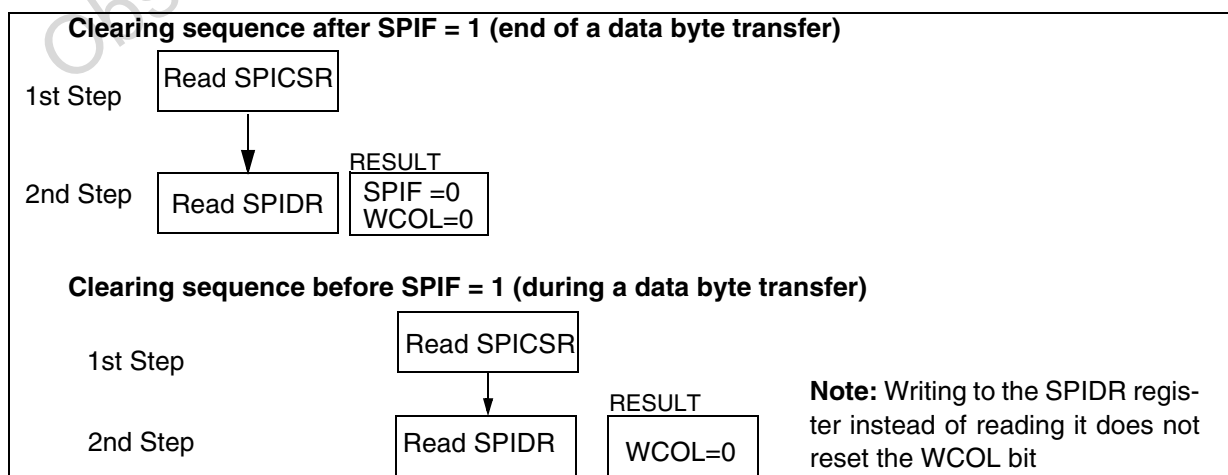 Obs
Clearing sequence after SPIF = 1 (end of a data byte transfer)
1st Step
Read SPICSR
2nd Step
Read SPIDR
RESULT
SPIF =0
WCOL=0
Clearing sequence before SPIF = 1 (during a data byte transfer)
1st Step
Read SPICSR
2nd Step
Read SPIDR
RESULT
WCOL=0
Note: Writing to the SPIDR regis-
ter instead of reading it does not
reset the WCOL bit